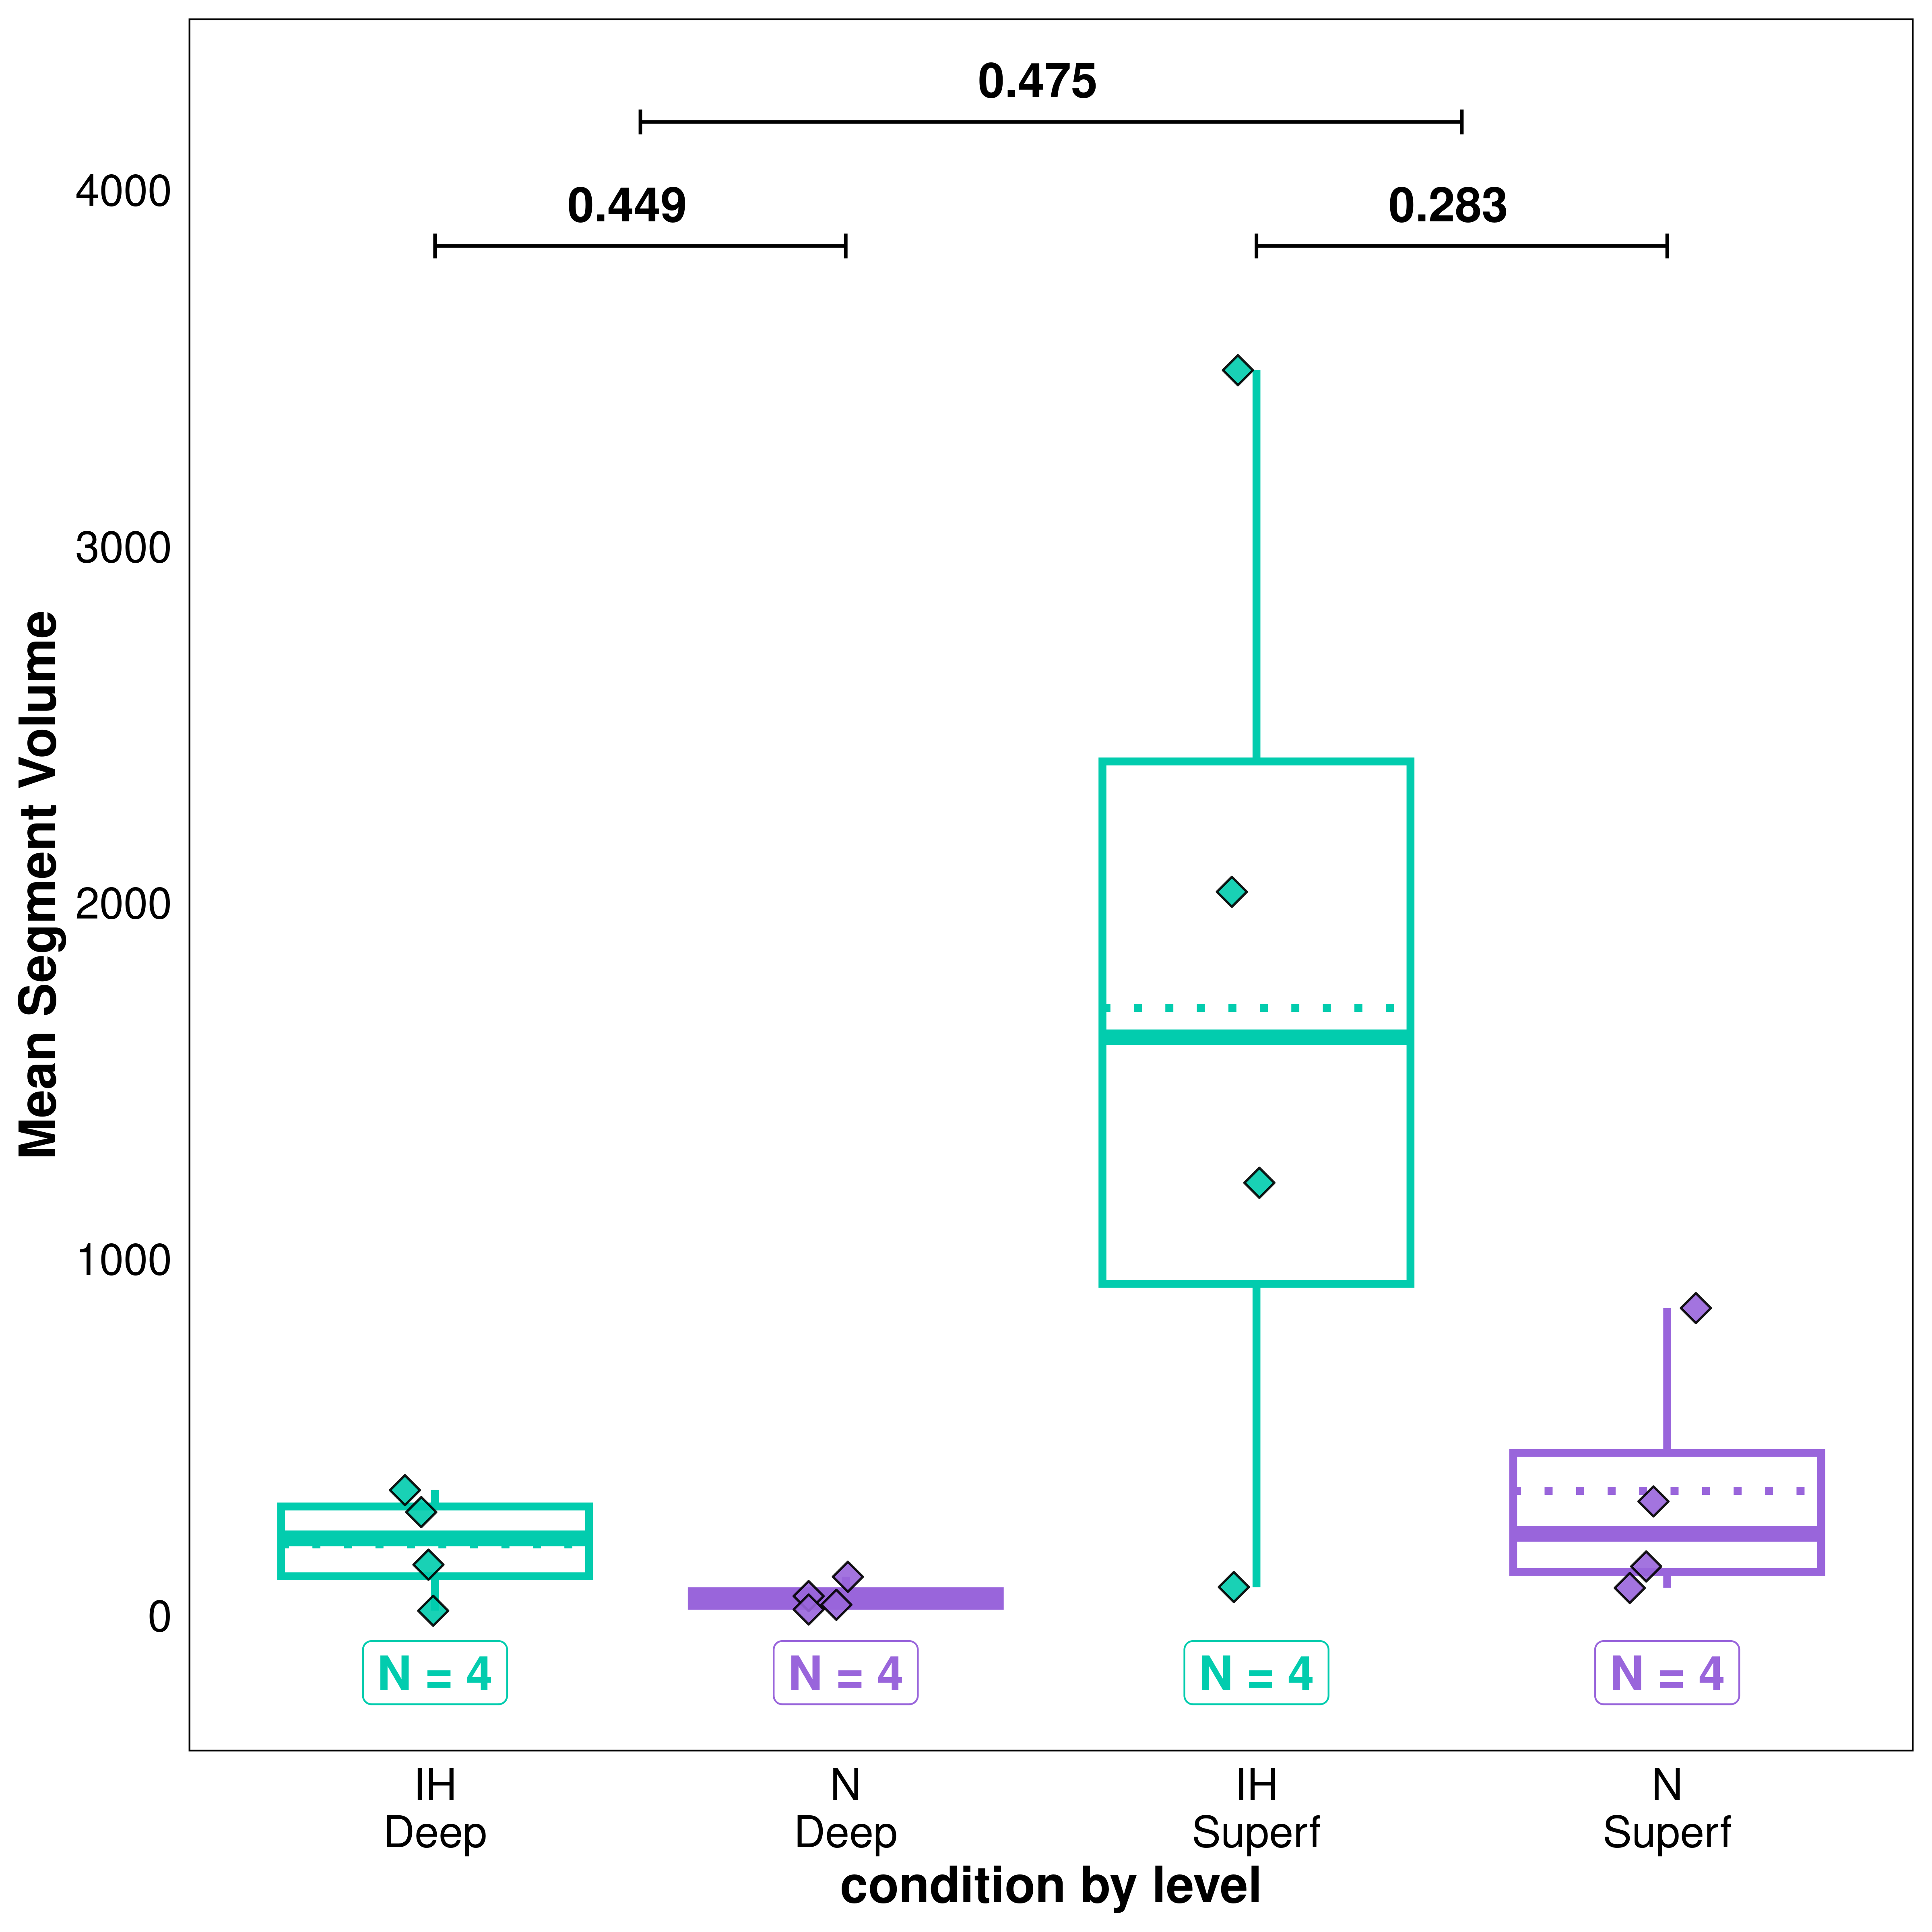 0.475
0.449
0.283
4000
3000
2000
1000
0
Mean Segment Volume
N = 4
N = 4
N = 4
N = 4
IH
Deep
N
Deep
IH
Superf
N
Superf
condition by level